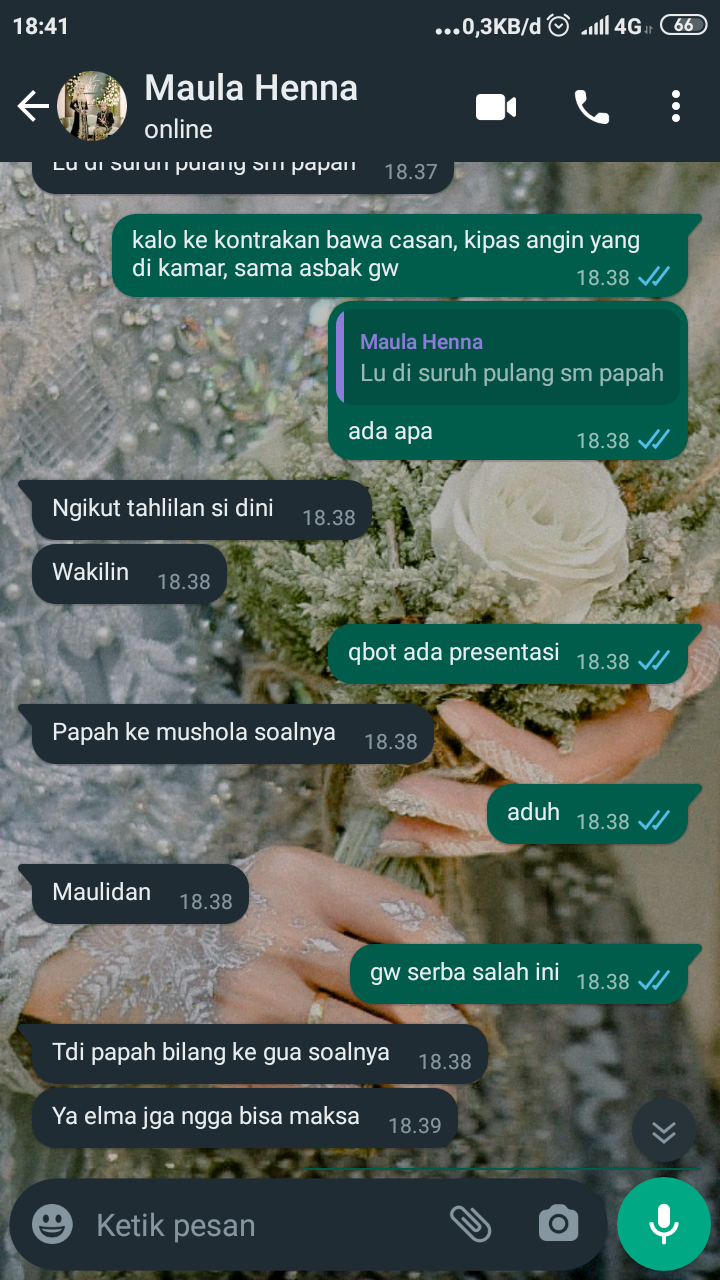 18:41
...0,3KB/d
4G
66
Maula Henna
online
Lu di suruh pulang sm papah 18.37
kalo ke kontrakan bawa casan, kipas angin yang
di kamar, sama asbak gw 18.38
Maula Henna
Lu di suruh pulang sm papah
ada apa 18.38
Ngikut tahlilan si dini 18.38
Wakilin 18.38
qbot ada presentasi 18.38
Papah ke mushola soalnya 18.38
aduh 18.38
Maulidan 18.38
gw serba salah ini 18.38
Tdi papah bilang ke gua soalnya 18.38
Ya elma jga ngga bisa maksa 18.39
Ketik pesan